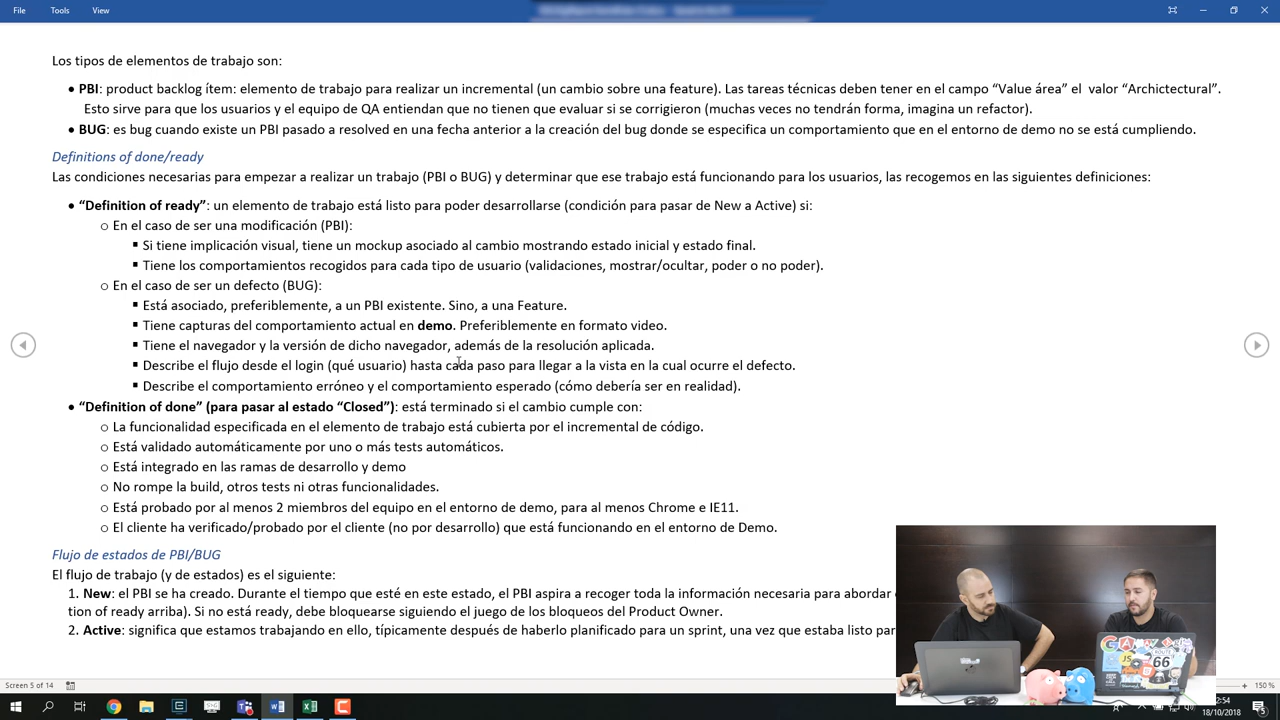 File Tools View
Los tipos de elementos de trabajo son:
• PBI: product backlog ítem: elemento de trabajo para realizar un incremental (un cambio sobre una feature). Las tareas técnicas deben tener en el campo “Value área” el valor “Archictectural”.
Esto sirve para que los usuarios y el equipo de QA entiendan que no tienen que evaluar si se corrigieron (muchas veces no tendrán forma, imagina un refactor).
• BUG: es bug cuando existe un PBI pasado a resolved en una fecha anterior a la creación del bug donde se especifica un comportamiento que en el entorno de demo no se está cumpliendo.
Definitions of done/ready
Las condiciones necesarias para empezar a realizar un trabajo (PBI o BUG) y determinar que ese trabajo está funcionando para los usuarios, las recogemos en las siguientes definiciones:
• “Definition of ready”: un elemento de trabajo está listo para poder desarrollarse (condición para pasar de New a Active) si:
o En el caso de ser una modificación (PBI):
▪ Si tiene implicación visual, tiene un mockup asociado al cambio mostrando estado inicial y estado final.
▪ Tiene los comportamientos recogidos para cada tipo de usuario (validaciones, mostrar/ocultar, poder o no poder).
o En el caso de ser un defecto (BUG):
▪ Está asociado, preferiblemente, a un PBI existente. Sino, a una Feature.
▪ Tiene capturas del comportamiento actual en demo. Preferiblemente en formato video.
▪ Tiene el navegador y la versión de dicho navegador, además de la resolución aplicada.
▪ Describe el flujo desde el login (qué usuario) hasta cada paso para llegar a la vista en la cual ocurre el defecto.
▪ Describe el comportamiento erróneo y el comportamiento esperado (cómo debería ser en realidad).
• “Definition of done” (para pasar al estado “Closed”): está terminado si el cambio cumple con:
o La funcionalidad especificada en el elemento de trabajo está cubierta por el incremental de código.
o Está validado automáticamente por uno o más tests automáticos.
o Está integrado en las ramas de desarrollo y demo
o No rompe la build, otros tests ni otras funcionalidades.
o Está probado por al menos 2 miembros del equipo en el entorno de demo, para al menos Chrome e IE11.
o El cliente ha verificado/probado por el cliente (no por desarrollo) que está funcionando en el entorno de Demo.
Flujo de estados de PBI/BUG
El flujo de trabajo (y de estados) es el siguiente:
1. New: el PBI se ha creado. Durante el tiempo que esté en este estado, el PBI aspira a recoger toda la información necesaria para abordar
tion of ready arriba). Si no está ready, debe bloquearse siguiendo el juego de los bloqueos del Product Owner.
2. Active: significa que estamos trabajando en ello, típicamente después de haberlo planificado para un sprint, una vez que estaba listo par
JS
66
Screen 5 of 14
150 %
2:54
18/10/2018